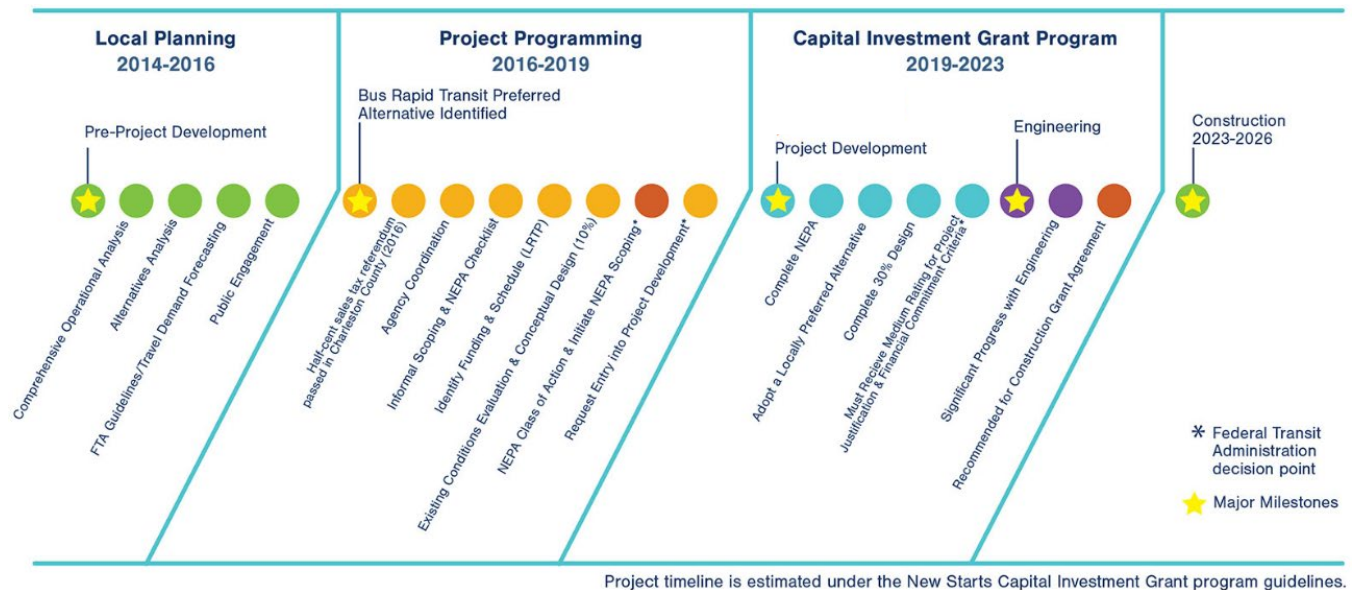 Local Planning
2014-2016
Pre-Project Development
Comprehensive Operational Analysis
Alternatives Analysis
FTA Guidelines/Travel Demand Forecasting
Public Engagement
Project Programming
2016-2019
Bus Rapid Transit Preferred
Alternative Identified
Half-cent sales tax referendum
passed in Charleston County (2016)
Agency Coordination
Informal Scoping & NEPA Checklist
Identify Funding & Schedule (LRTP)
Existing Conditions Evaluation & Conceptual Design (10%)
NEPA Class of Action & Initiate NEPA Scoping*
Request Entry into Project Development*
Capital Investment Grant Program
2019-2023
Project Development
Complete NEPA
Adopt a Locally Preferred Alternative
Complete 30% Design
Must Recieve Medium Rating for Project
Justification & Financial Commitment Criteria*
Engineering
Significant Progress with Engineering
Recommended for Construction Grant Agreement
Construction
2023-2026
* Federal Transit
Administration
decision point
Major Milestones
Project timeline is estimated under the New Starts Capital Investment Grant program guidelines.